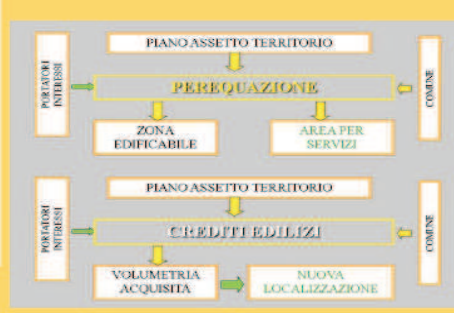 PIANO ASSETTO TERRITORIO
PORTATORI
INTERESSI
PEREQUAZIONE
COMUNE
ZONA
EDIFICABILE
AREA PER
SERVIZI
PIANO ASSETTO TERRITORIO
PORTATORI
INTERESSI
CREDITI EDILIZI
COMUNE
VOLUMETRIA
ACQUISITA
NUOVA
LOCALIZZAZIONE